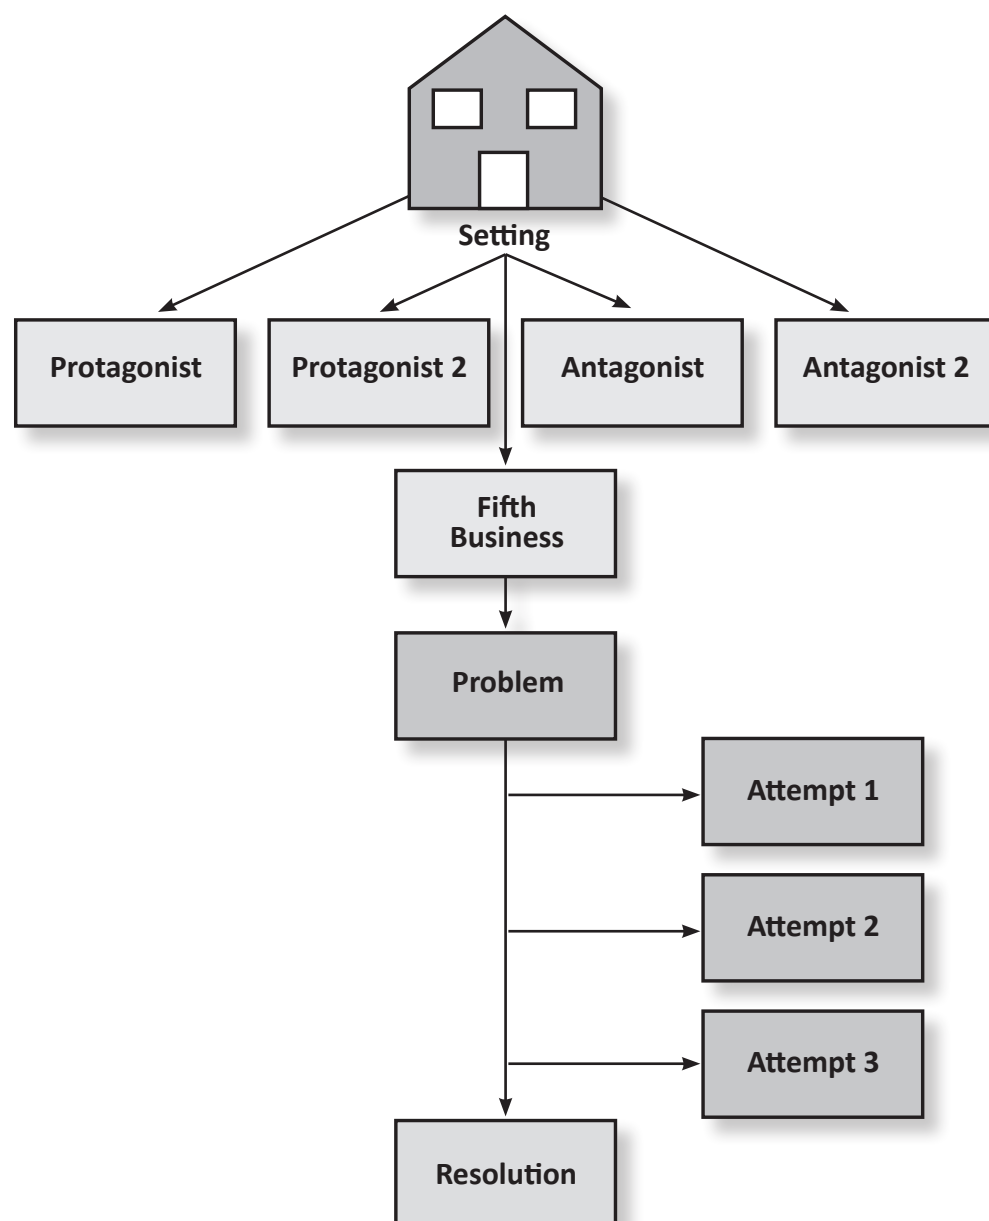 Setting
Protagonist
Protagonist 2
Antagonist
Antagonist 2
Fifth
Business
Problem
Attempt 1
Attempt 2
Attempt 3
Resolution